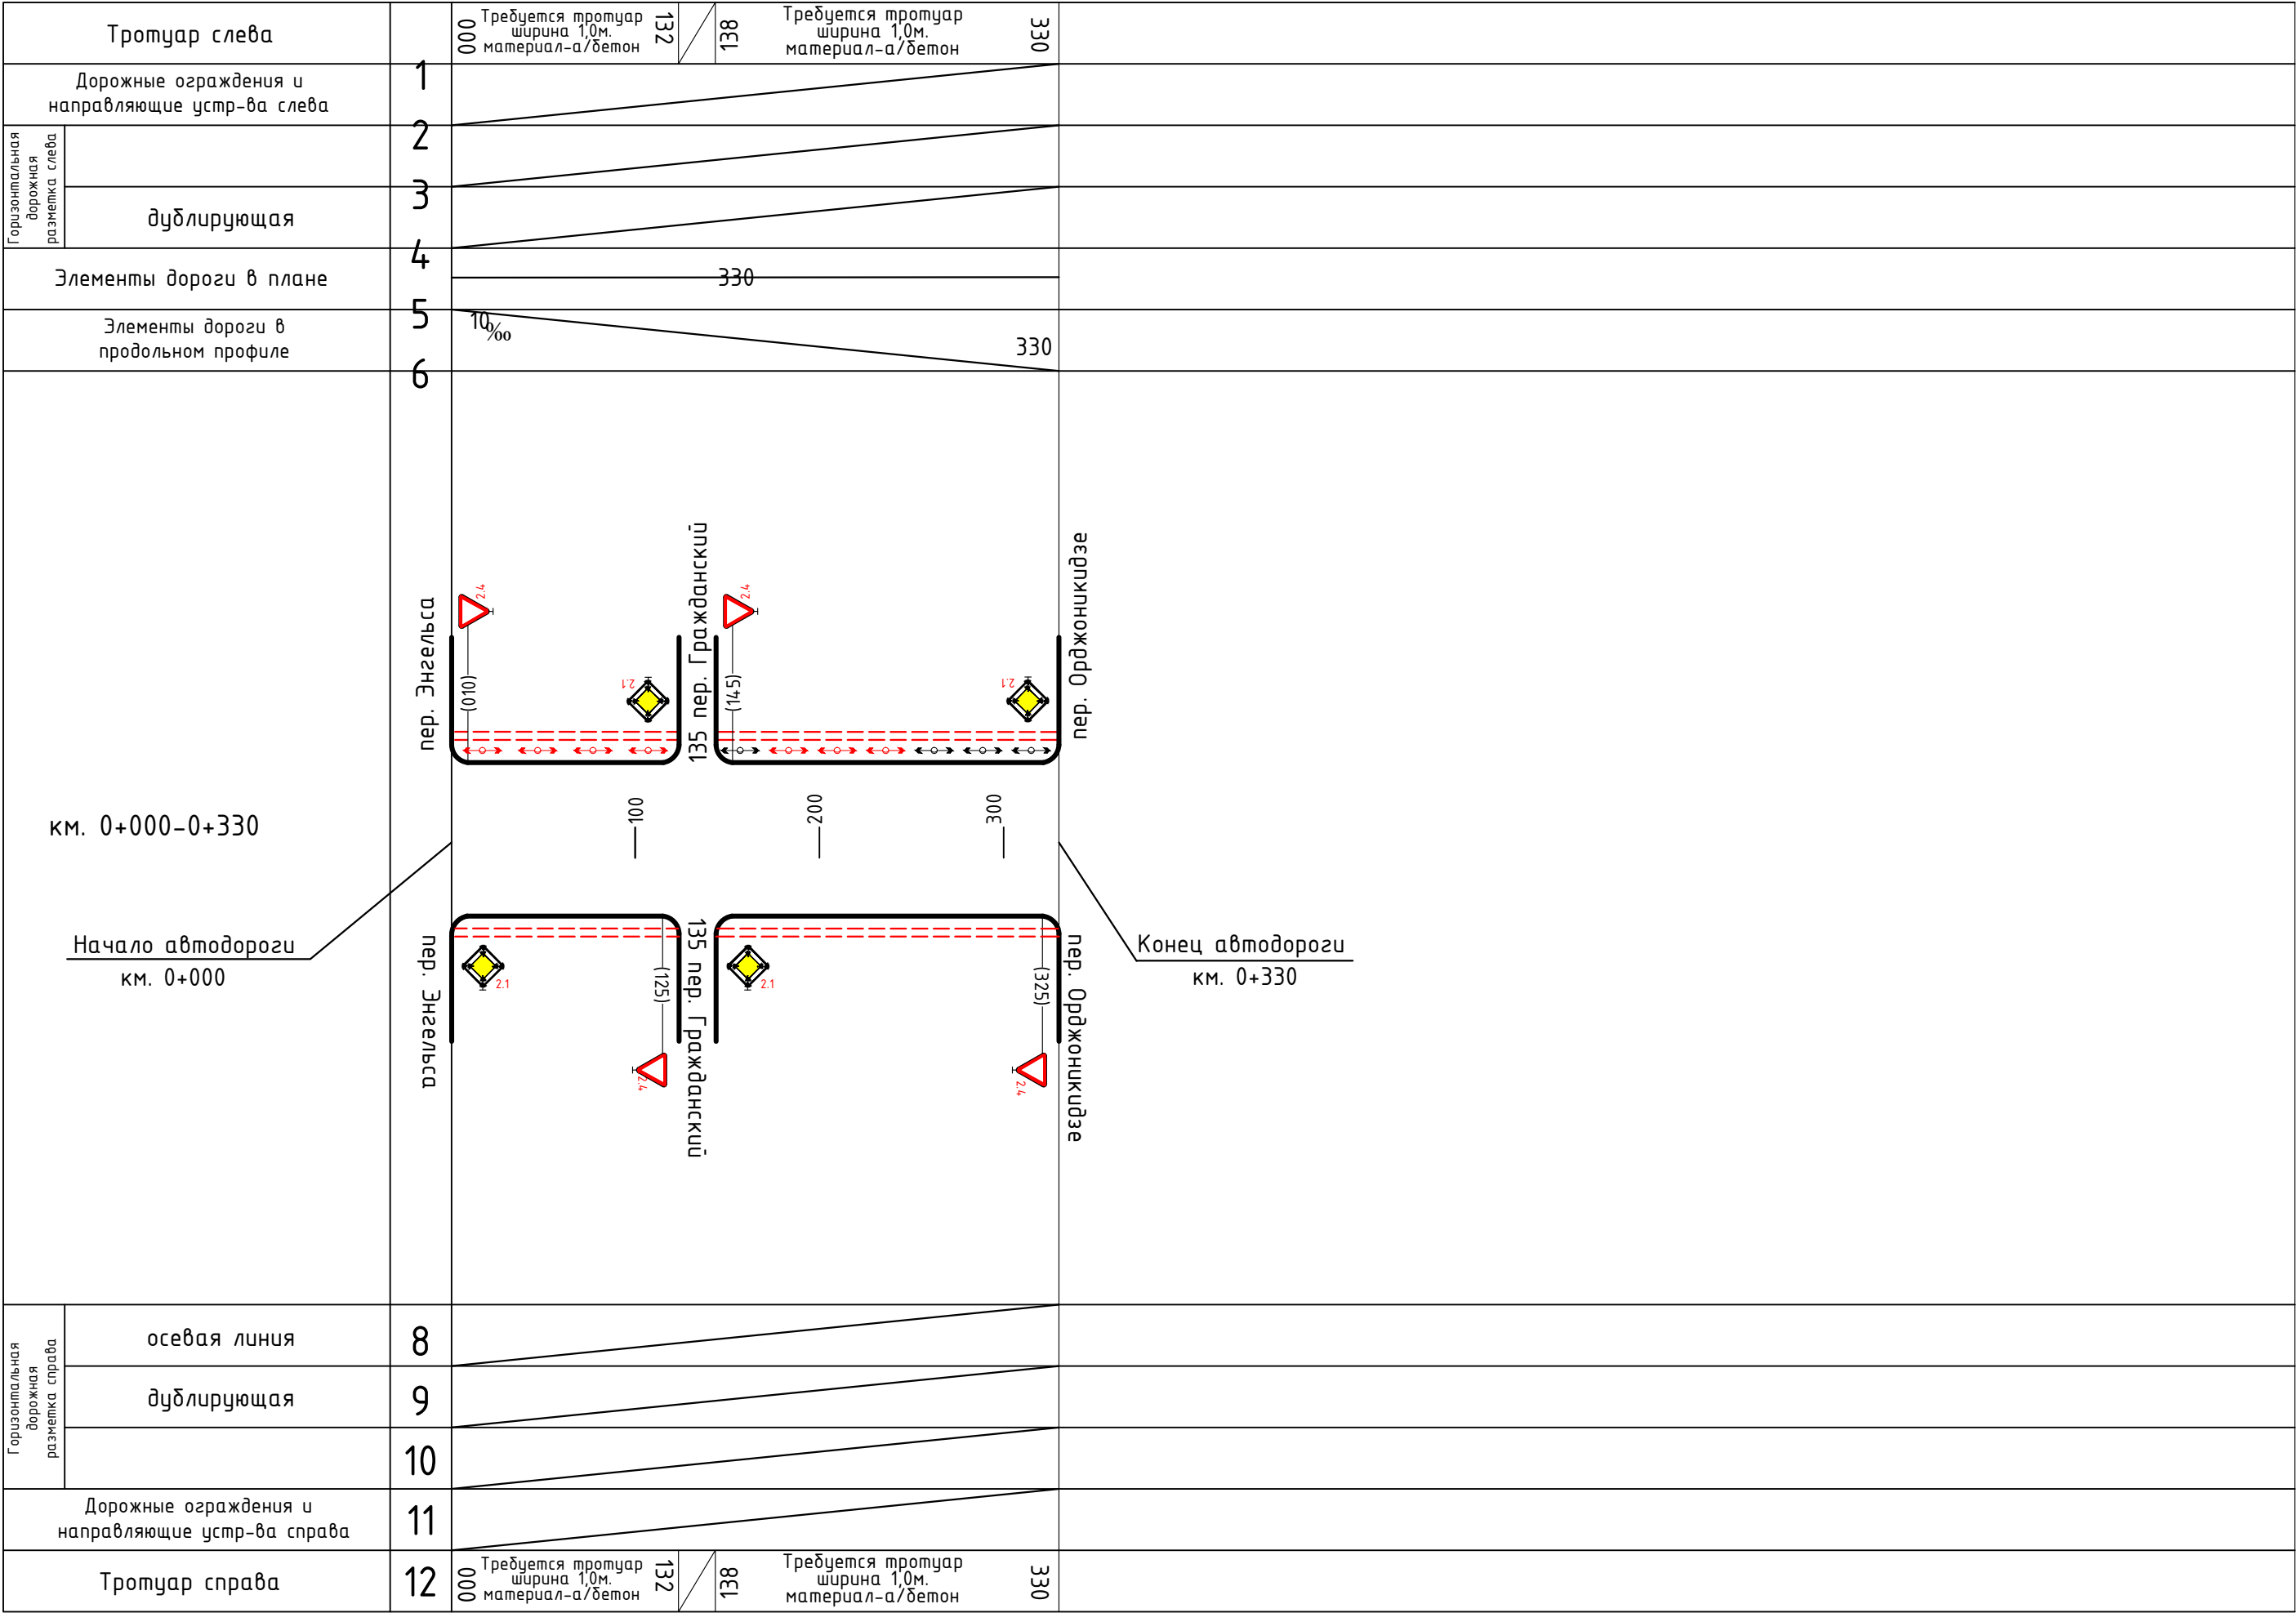 Тротуар слева
000
Требуется тротуар
ширина 1,0м.
материал-а/бетон
132
138
Требуется тротуар
ширина 1,0м.
материал-а/бетон
330
1
Дорожные ограждения и
направляющие устр-ва слева
2
Горизонтальная
дорожная
разметка слева
3
дублирующая
4
Элементы дороги в плане
330
5
Элементы дороги в
продольном профиле
10‰
330
6
пер. Энгельса
2.4
(010)
2.1
135 пер. Гражданский
2.4
(145)
2.1
пер. Орджоникидзе
км. 0+000-0+330
100
200
300
Начало автодороги
км. 0+000
Конец автодороги
км. 0+330
пер. Энгельса
2.1
(125)
2.4
135 пер. Гражданский
2.1
(325)
2.4
пер. Орджоникидзе
Горизонтальная
дорожная
разметка справа
осевая линия
8
дублирующая
9
10
Дорожные ограждения и
направляющие устр-ва справа
11
Тротуар справа
12
000
Требуется тротуар
ширина 1,0м.
материал-а/бетон
132
138
Требуется тротуар
ширина 1,0м.
материал-а/бетон
330